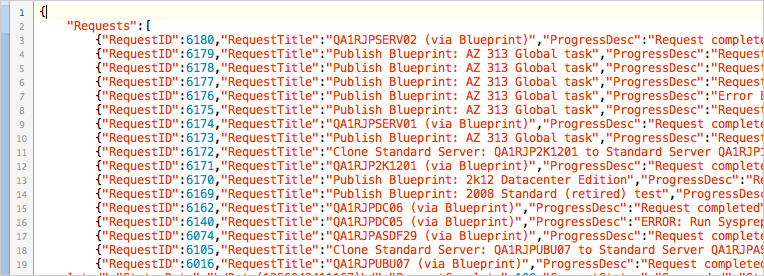 1 {
2 "Requests":[
3 {"RequestID":6180,"RequestTitle":"QA1RJPSERV02 (via Blueprint)","ProgressDesc":"Request complete
4 {"RequestID":6179,"RequestTitle":"Publish Blueprint: AZ 313 Global task","ProgressDesc":"Request
5 {"RequestID":6178,"RequestTitle":"Publish Blueprint: AZ 313 Global task","ProgressDesc":"Request
6 {"RequestID":6177,"RequestTitle":"Publish Blueprint: AZ 313 Global task","ProgressDesc":"Request
7 {"RequestID":6176,"RequestTitle":"Publish Blueprint: AZ 313 Global task","ProgressDesc":"Error E
8 {"RequestID":6175,"RequestTitle":"Publish Blueprint: AZ 313 Global task","ProgressDesc":"Request
9 {"RequestID":6174,"RequestTitle":"QA1RJPSERV01 (via Blueprint)","ProgressDesc":"Request complete
10 {"RequestID":6173,"RequestTitle":"Publish Blueprint: AZ 313 Global task","ProgressDesc":"Request
11 {"RequestID":6172,"RequestTitle":"Clone Standard Server: QA1RJP2K1201 to Standard Server QA1RJP1
12 {"RequestID":6171,"RequestTitle":"QA1RJP2K1201 (via Blueprint)","ProgressDesc":"Request complete
13 {"RequestID":6170,"RequestTitle":"Publish Blueprint: 2k12 Datacenter Edition","ProgressDesc":"Re
14 {"RequestID":6169,"RequestTitle":"Publish Blueprint: 2008 Standard (retired) test","ProgressDesc
15 {"RequestID":6162,"RequestTitle":"QA1RJPDC06 (via Blueprint)","ProgressDesc":"Request completed"
16 {"RequestID":6140,"RequestTitle":"QA1RJPDC05 (via Blueprint)","ProgressDesc":"ERROR: Run Sysprep
17 {"RequestID":6074,"RequestTitle":"QA1RJPASDF29 (via Blueprint)","ProgressDesc":"Request complete
18 {"RequestID":6105,"RequestTitle":"Clone Standard Server: QA1RJPUBU07 to Standard Server QA1RJPAS
19 {"RequestID":6016,"RequestTitle":"QA1RJPUBU07 (via Blueprint)","ProgressDesc":"Request completed